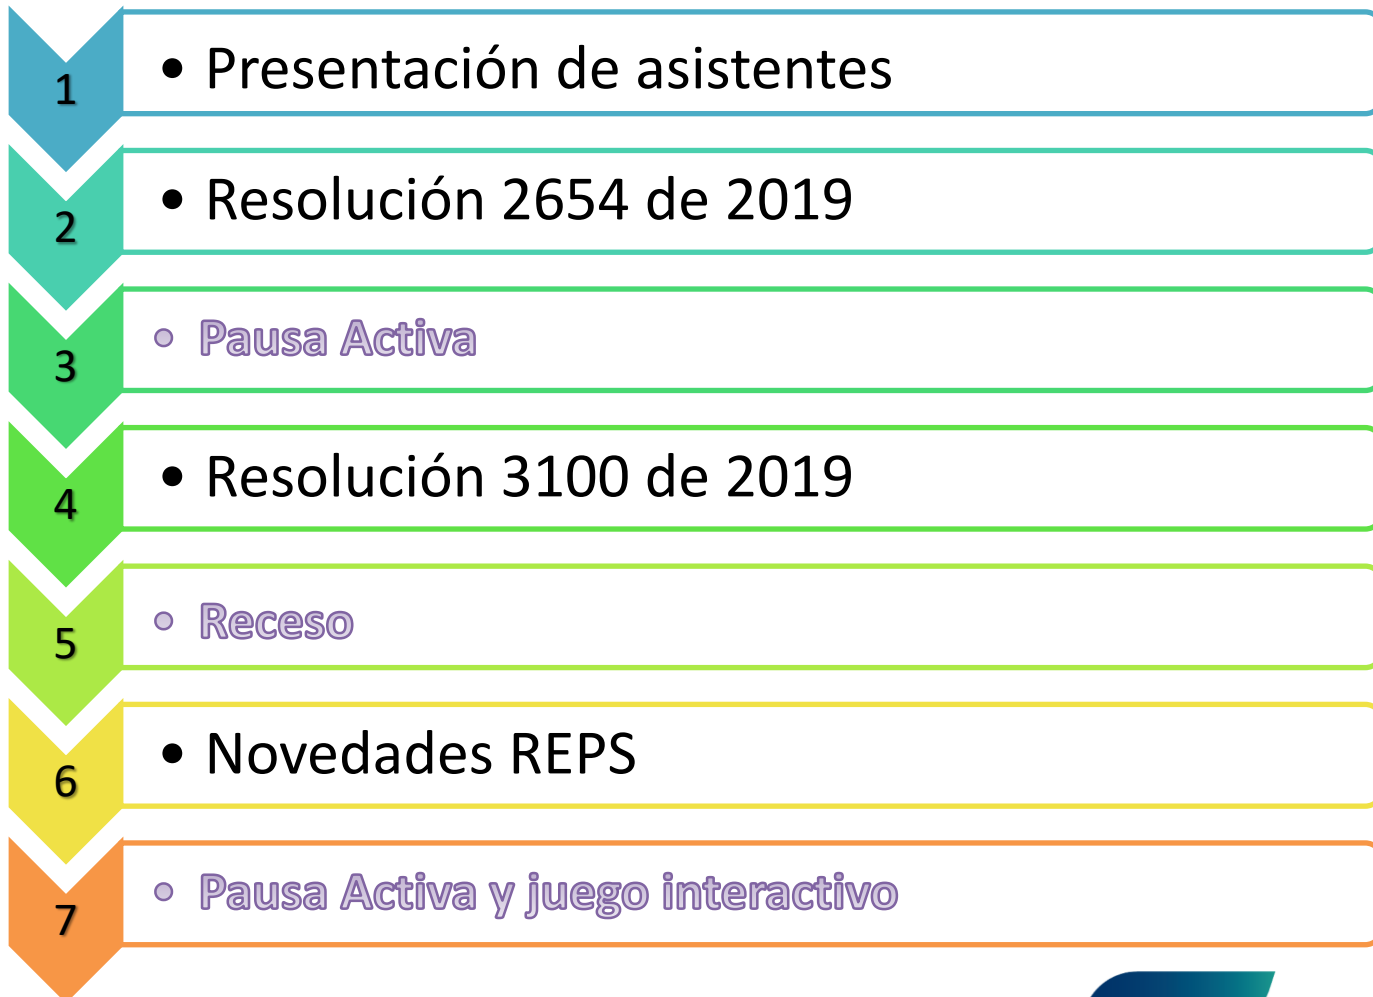 1
• Presentación de asistentes
2
• Resolución 2654 de 2019
3
• Pausa Activa
4
• Resolución 3100 de 2019
5
• Receso
6
• Novedades REPS
7
• Pausa Activa y juego interactivo